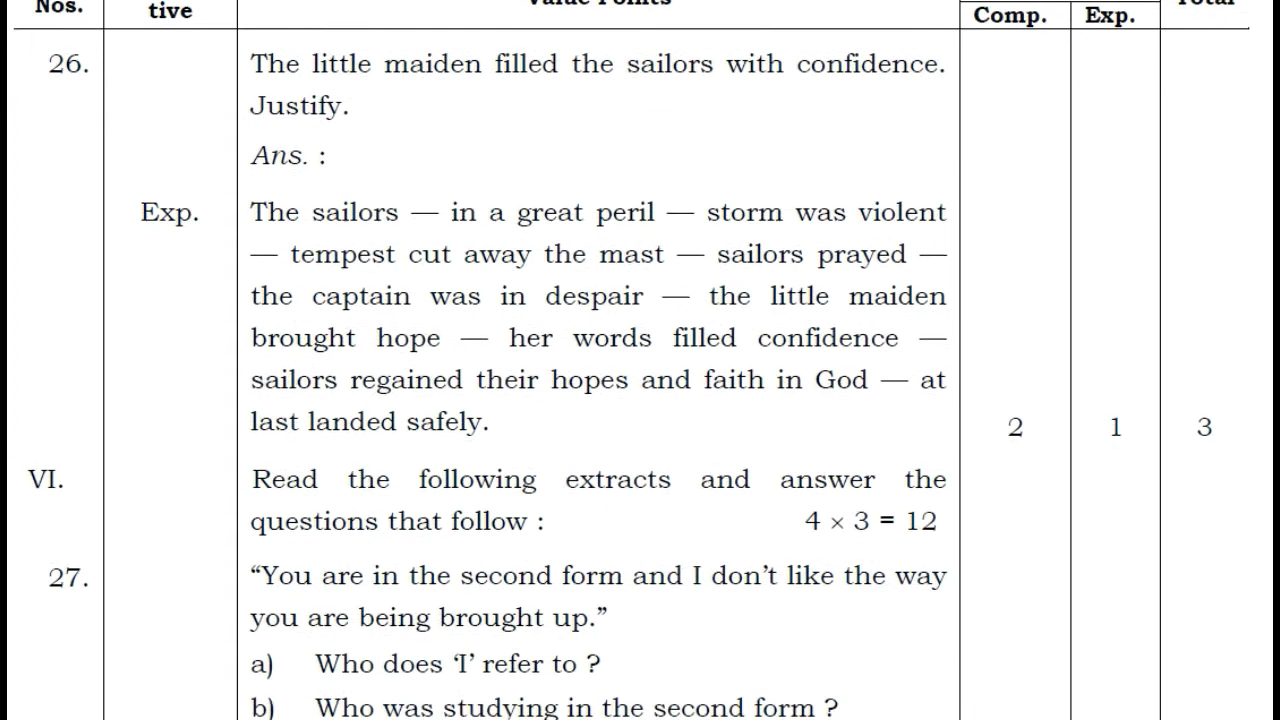 Nos.
tive
Value Points
Comp.
Exp.
Total
26.
The little maiden filled the sailors with confidence.
Justify.
Ans. :
Exp.
The sailors — in a great peril — storm was violent
— tempest cut away the mast — sailors prayed —
the captain was in despair — the little maiden
brought hope — her words filled confidence —
sailors regained their hopes and faith in God — at
last landed safely.
2
1
3
VI.
Read the following extracts and answer the
questions that follow : 4 × 3 = 12
27.
“You are in the second form and I don’t like the way
you are being brought up.”
a) Who does ‘I’ refer to ?
b) Who was studying in the second form ?